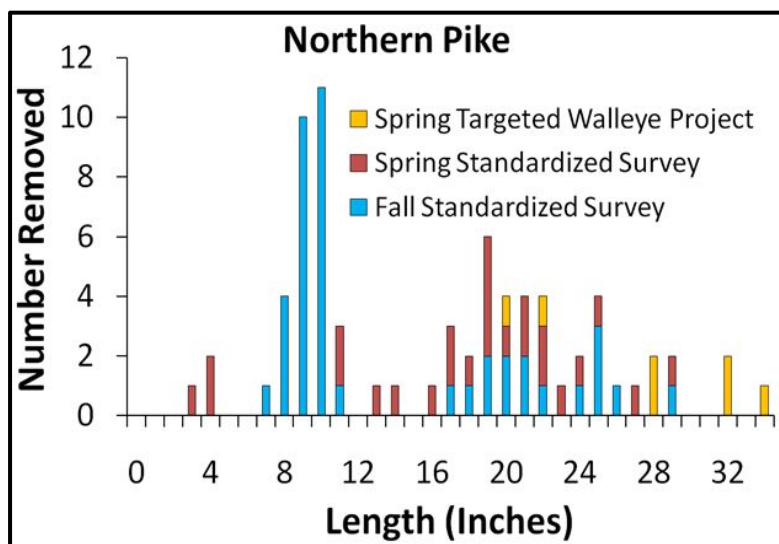 Northern Pike
12
10
8
6
4
2
0
Number Removed
Spring Targeted Walleye Project
Spring Standardized Survey
Fall Standardized Survey
0 4 8 12 16 20 24 28 32
Length (Inches)